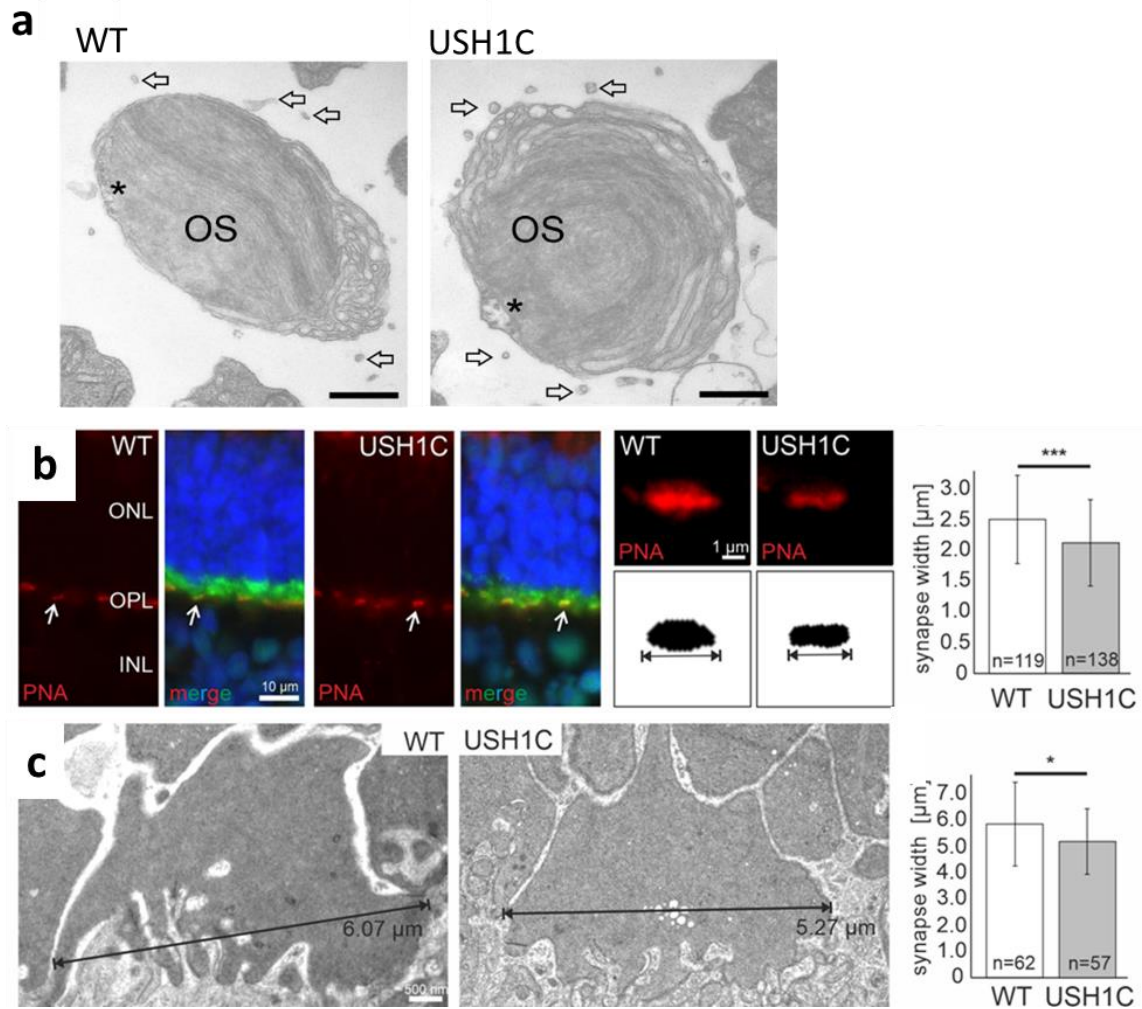 a
WT
USH1C
*
OS
OS
*
b
WT
ONL
OPL
INL
PNA
merge
10 µm
USH1C
PNA
merge
WT
PNA
1 µm
USH1C
PNA
***
synapse width [µm]
3.0
2.5
2.0
1.5
1.0
0.5
0
n=119
n=138
WT
USH1C
c
WT
6.07 µm
500 nm
USH1C
5.27 µm
*
synapse width [µm]
7.0
6.0
5.0
4.0
3.0
2.0
1.0
0
n=62
n=57
WT
USH1C